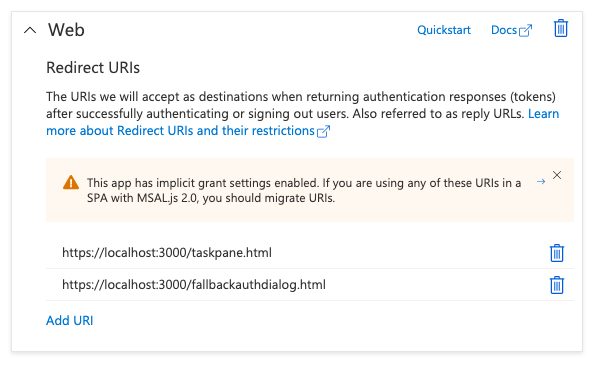 Web
Quickstart
Docs
Redirect URIs
The URIs we will accept as destinations when returning authentication responses (tokens)
after successfully authenticating or signing out users. Also referred to as reply URLs. Learn
more about Redirect URIs and their restrictions
This app has implicit grant settings enabled. If you are using any of these URIs in a
SPA with MSAL.js 2.0, you should migrate URIs.
https://localhost:3000/taskpane.html
https://localhost:3000/fallbackauthdialog.html
Add URI